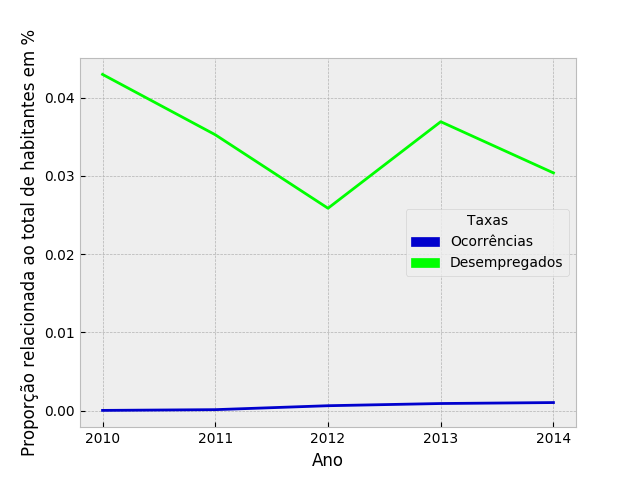 Proporção relacionada ao total de habitantes em %
0.04
0.03
0.02
0.01
0.00
Taxas
Ocorrências
Desempregados
2010 2011 2012 2013 2014
Ano